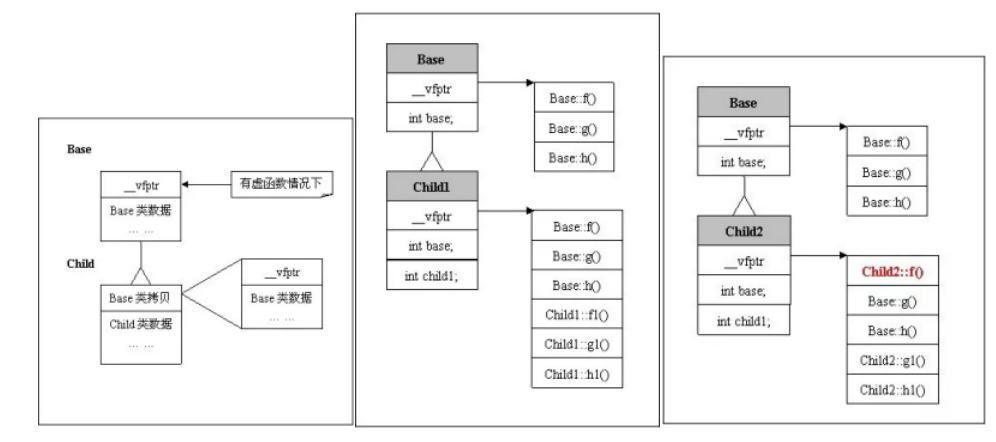 Base
__vfptr
有虚函数情况下
Base 类数据
... ...
Child
Base 类拷贝
Child 类数据
... ...
__vfptr
Base 类数据
... ...
Base
__vfptr
int base;
Base::f()
Base::g()
Base::h()
Child1
__vfptr
int base;
int child1;
Base::f()
Base::g()
Base::h()
Child1::f1()
Child1::g1()
Child1::h1()
Base
__vfptr
int base;
Base::f()
Base::g()
Base::h()
Child2
__vfptr
int base;
int child1;
Child2::f()
Base::g()
Base::h()
Child2::g1()
Child2::h1()